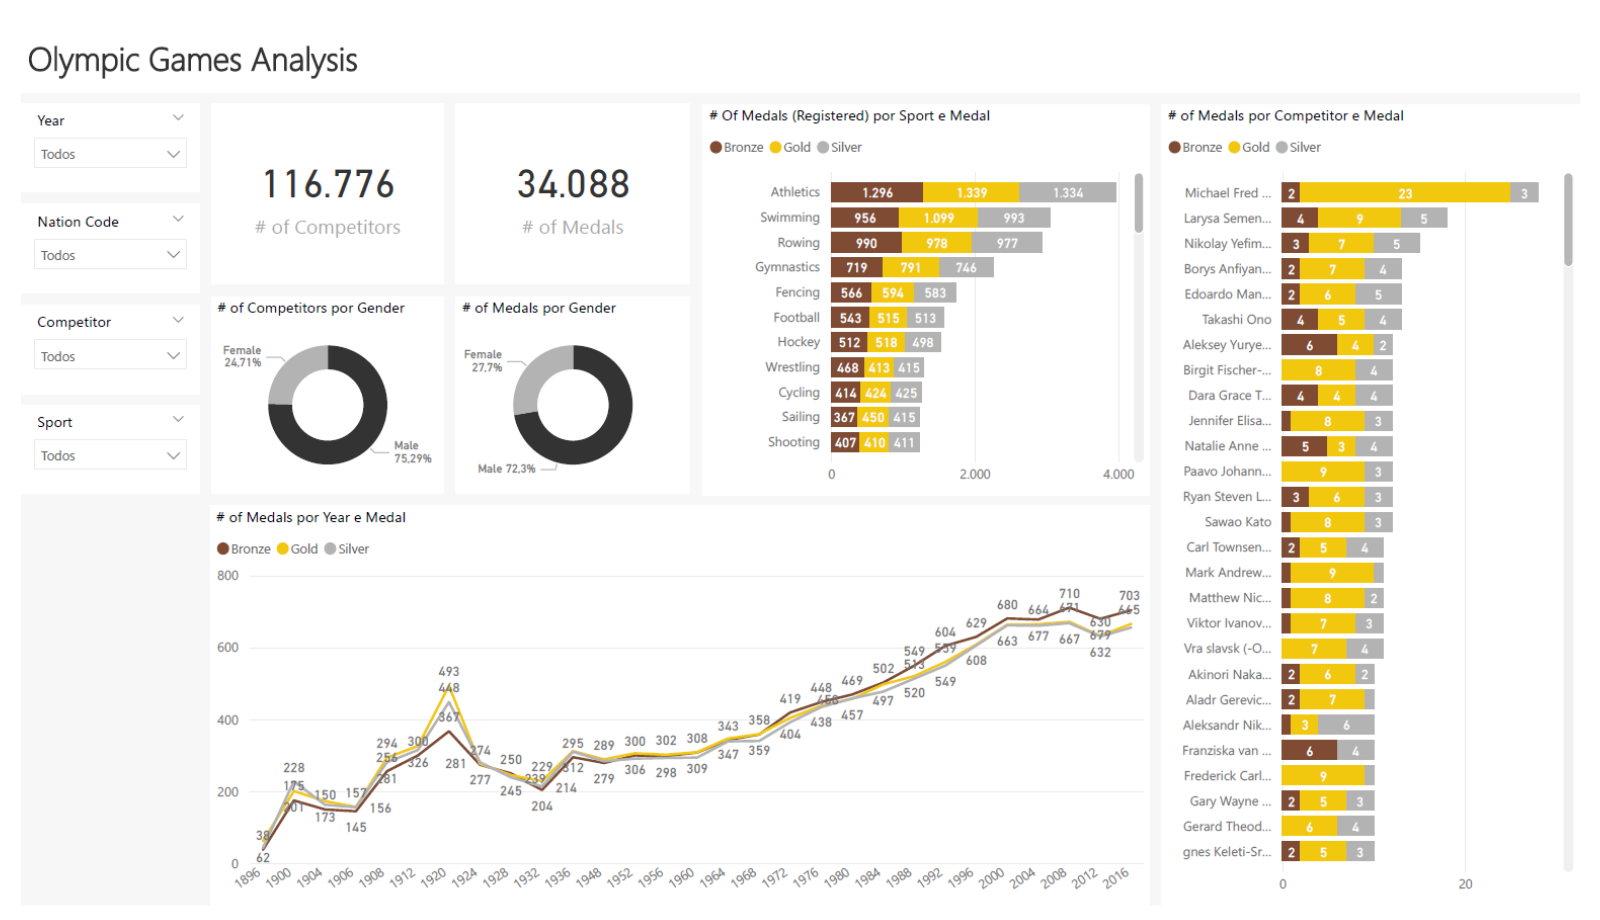 Olympic Games Analysis
Year
Todos
Nation Code
Todos
Competitor
Todos
Sport
Todos
116.776
# of Competitors
34.088
# of Medals
# of Competitors por Gender
Female
24,71%
Male
75,29%
# of Medals por Gender
Female
27,7%
Male 72,3%
# Of Medals (Registered) por Sport e Medal
Bronze Gold Silver
Athletics 1.296 1.339 1.334
Swimming 956 1.099 993
Rowing 990 978 977
Gymnastics 719 791 746
Fencing 566 594 583
Football 543 515 513
Hockey 512 518 498
Wrestling 468 413 415
Cycling 414 424 425
Sailing 367 450 415
Shooting 407 410 411
0 2.000 4.000
# of Medals por Competitor e Medal
Bronze Gold Silver
Michael Fred ... 2 23 3
Larysa Semen... 4 9 5
Nikolay Yefim... 3 7 5
Borys Anfiyan... 2 7 4
Edoardo Man... 2 6 5
Takashi Ono 4 5 4
Aleksey Yurye... 6 4 2
Birgit Fischer-... 8 4
Dara Grace T... 4 4 4
Jennifer Elisa... 8 3
Natalie Anne ... 5 3 4
Paavo Johann... 9 3
Ryan Steven L... 3 6 3
Sawao Kato 8 3
Carl Townsen... 2 5 4
Mark Andrew... 9
Matthew Nic... 8 2
Viktor Ivanov... 7 3
Vra slavsk (-O... 7 4
Akinori Naka... 2 6 2
Aladr Gerevic... 2 7
Aleksandr Nik... 3 6
Franziska van ... 6 4
Frederick Carl... 9
Gary Wayne ... 2 5 3
Gerard Theod... 6 4
gnes Keleti-Sr... 2 5 3
0 20
# of Medals por Year e Medal
Bronze Gold Silver
800
600
400
200
0
38
62
228
175
201
150
173
157
145
156
294
256
281
300
326
493
448
367
281
274
277
250
245
229
239
204
214
295
312
289
279
300
306
302
298
308
309
343
347
358
359
419
404
448
458
438
469
457
502
497
549
513
520
604
559
549
629
608
680
663
664
677
710
671
667
630
679
632
703
665
1896 1900 1904 1906 1908 1912 1920 1924 1928 1932 1936 1948 1952 1956 1960 1964 1968 1972 1976 1980 1984 1988 1992 1996 2000 2004 2008 2012 2016